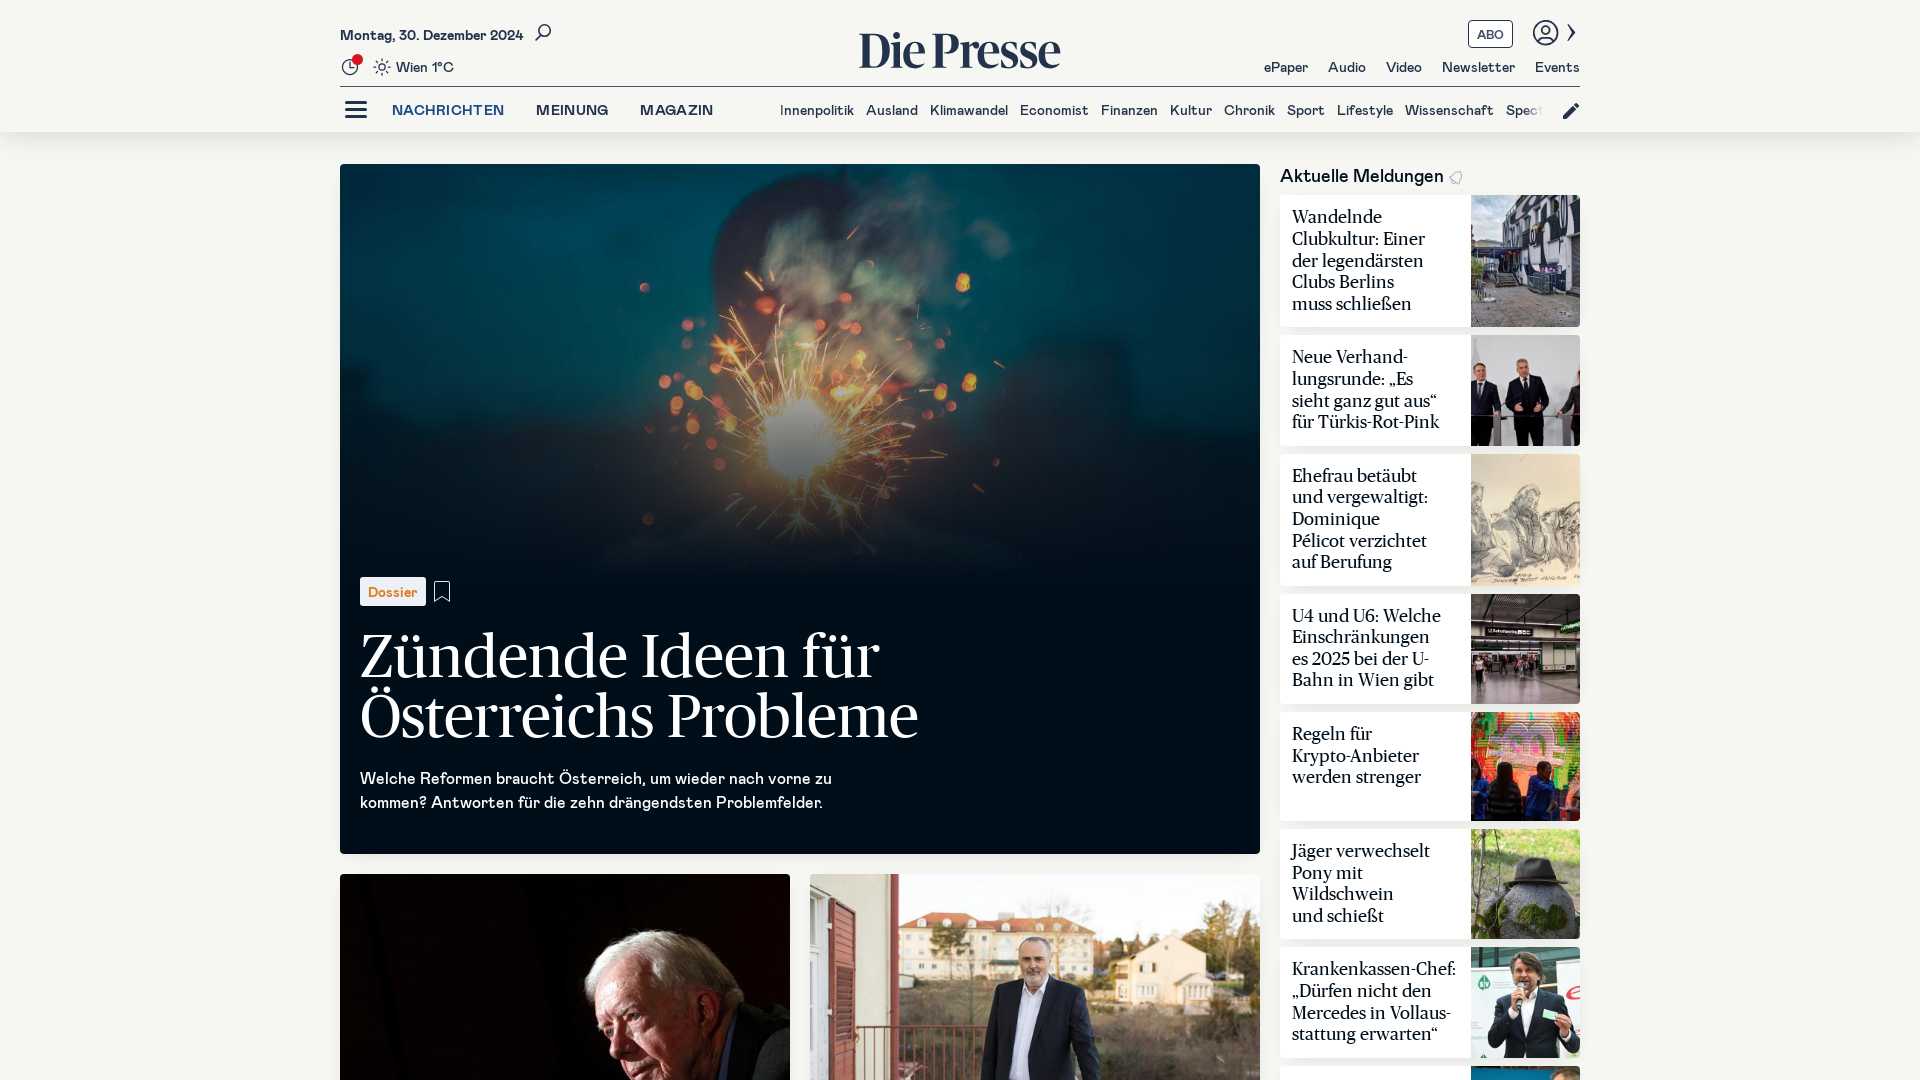 Montag, 30. Dezember 2024
Die Presse
ABO
Wien 1°C
ePaper Audio Video Newsletter Events
NACHRICHTEN MEINUNG MAGAZIN
Innenpolitik Ausland Klimawandel Economist Finanzen Kultur Chronik Sport Lifestyle Wissenschaft Spect
Dossier
Zündende Ideen für
Österreichs Probleme
Welche Reformen braucht Österreich, um wieder nach vorne zu
kommen? Antworten für die zehn drängendsten Problemfelder.
Aktuelle Meldungen
Wandelnde
Clubkultur: Einer
der legendärsten
Clubs Berlins
muss schließen
Neue Verhand-
lungsrunde: „Es
sieht ganz gut aus“
für Türkis-Rot-Pink
Ehefrau betäubt
und vergewaltigt:
Dominique
Pélicot verzichtet
auf Berufung
U4 und U6: Welche
Einschränkungen
es 2025 bei der U-
Bahn in Wien gibt
Regeln für
Krypto-Anbieter
werden strenger
Jäger verwechselt
Pony mit
Wildschwein
und schießt
Krankenkassen-Chef:
„Dürfen nicht den
Mercedes in Vollaus-
stattung erwarten“